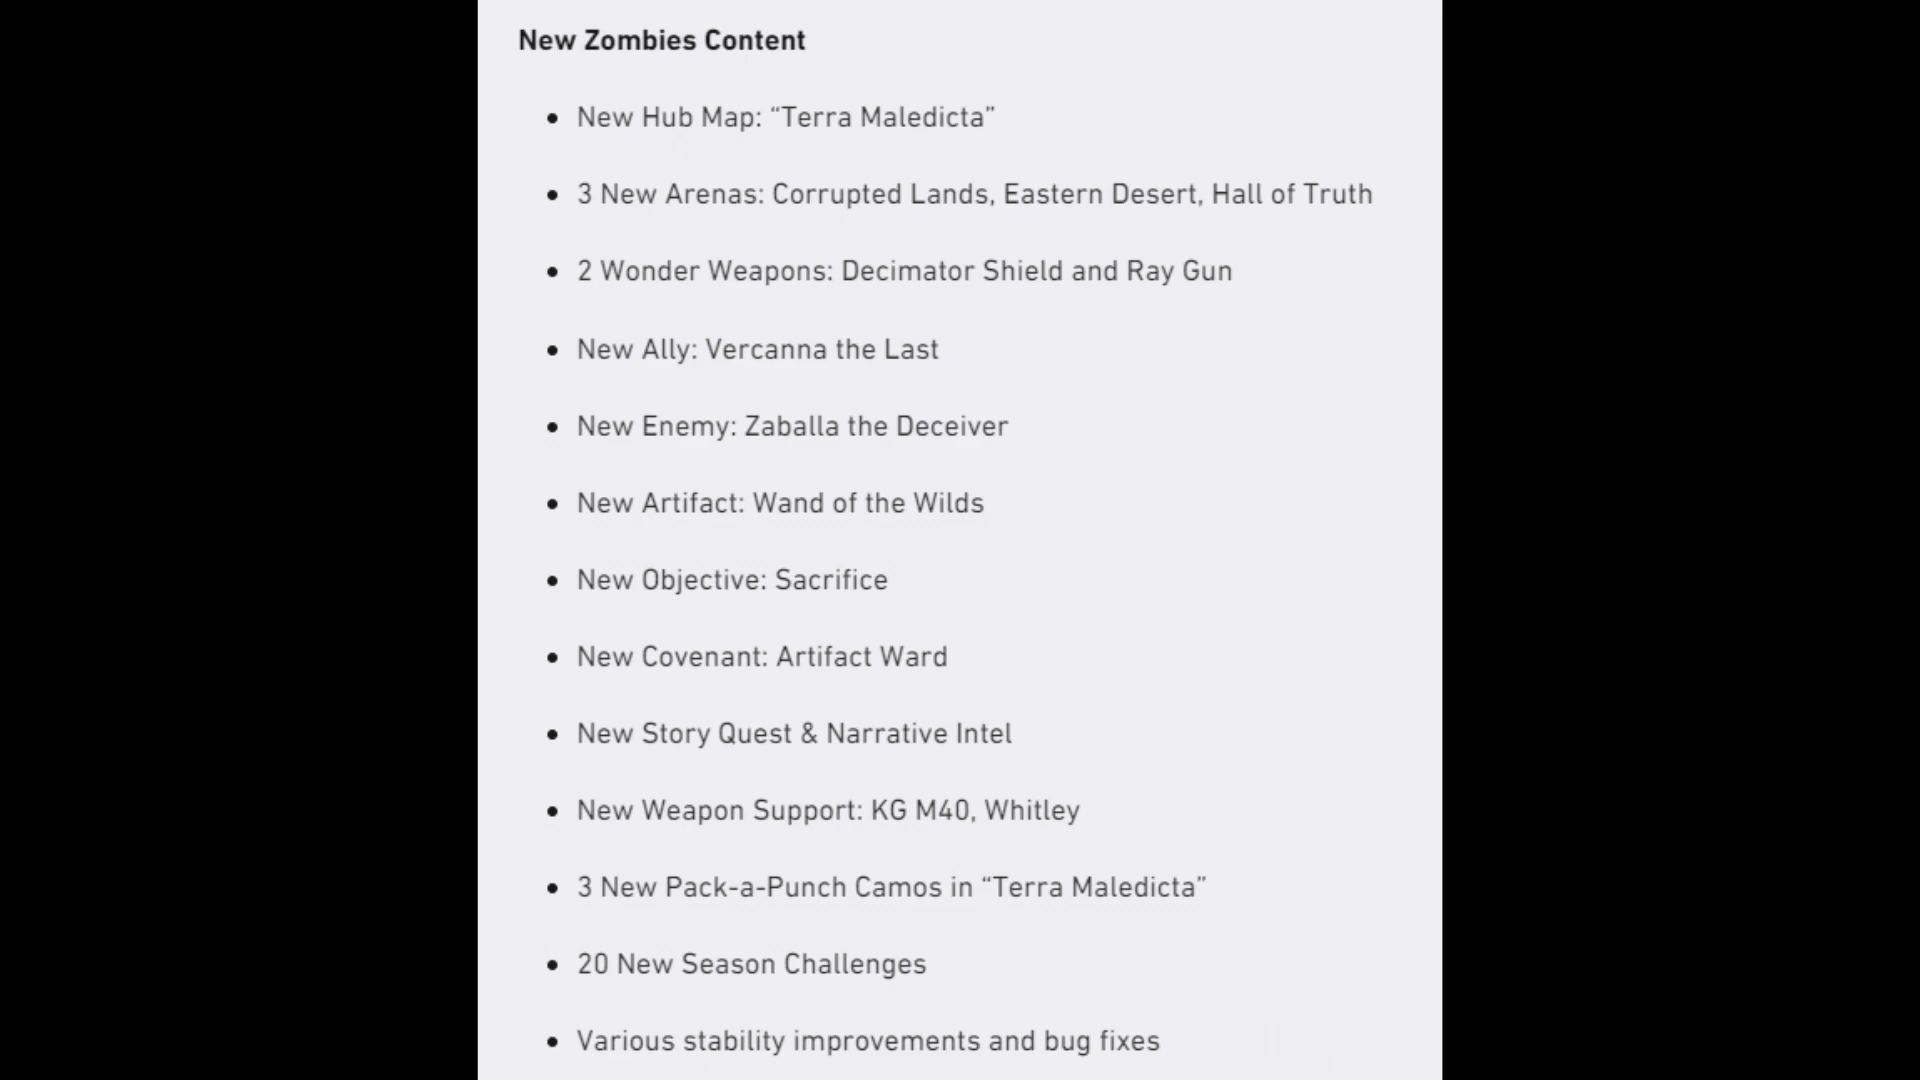 New Zombies Content
• New Hub Map: “Terra Maledicta”
• 3 New Arenas: Corrupted Lands, Eastern Desert, Hall of Truth
• 2 Wonder Weapons: Decimator Shield and Ray Gun
• New Ally: Vercanna the Last
• New Enemy: Zaballa the Deceiver
• New Artifact: Wand of the Wilds
• New Objective: Sacrifice
• New Covenant: Artifact Ward
• New Story Quest & Narrative Intel
• New Weapon Support: KG M40, Whitley
• 3 New Pack-a-Punch Camos in “Terra Maledicta”
• 20 New Season Challenges
• Various stability improvements and bug fixes